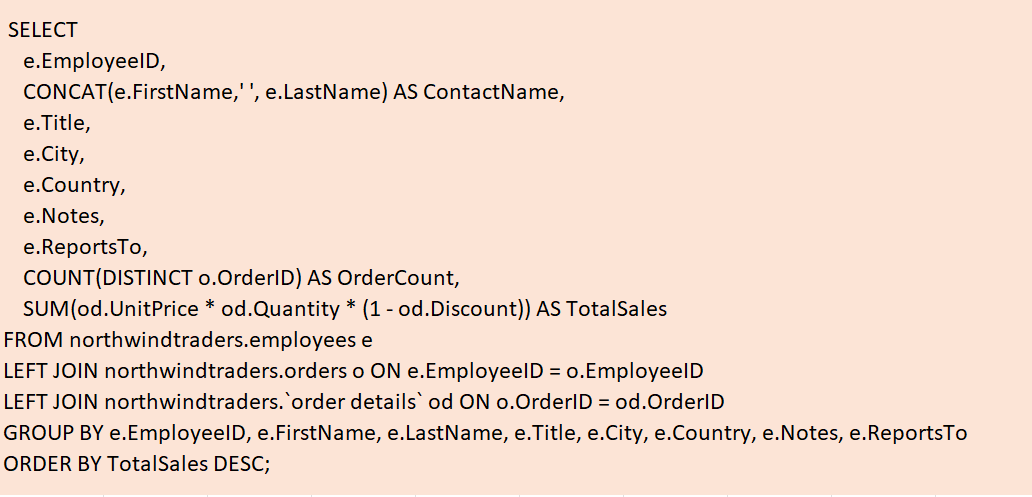 SELECT
e.EmployeeID,
CONCAT(e.FirstName,' ', e.LastName) AS ContactName,
e.Title,
e.City,
e.Country,
e.Notes,
e.ReportsTo,
COUNT(DISTINCT o.OrderID) AS OrderCount,
SUM(od.UnitPrice * od.Quantity * (1 - od.Discount)) AS TotalSales
FROM northwindtraders.employees e
LEFT JOIN northwindtraders.orders o ON e.EmployeeID = o.EmployeeID
LEFT JOIN northwindtraders.`order details` od ON o.OrderID = od.OrderID
GROUP BY e.EmployeeID, e.FirstName, e.LastName, e.Title, e.City, e.Country, e.Notes, e.ReportsTo
ORDER BY TotalSales DESC;